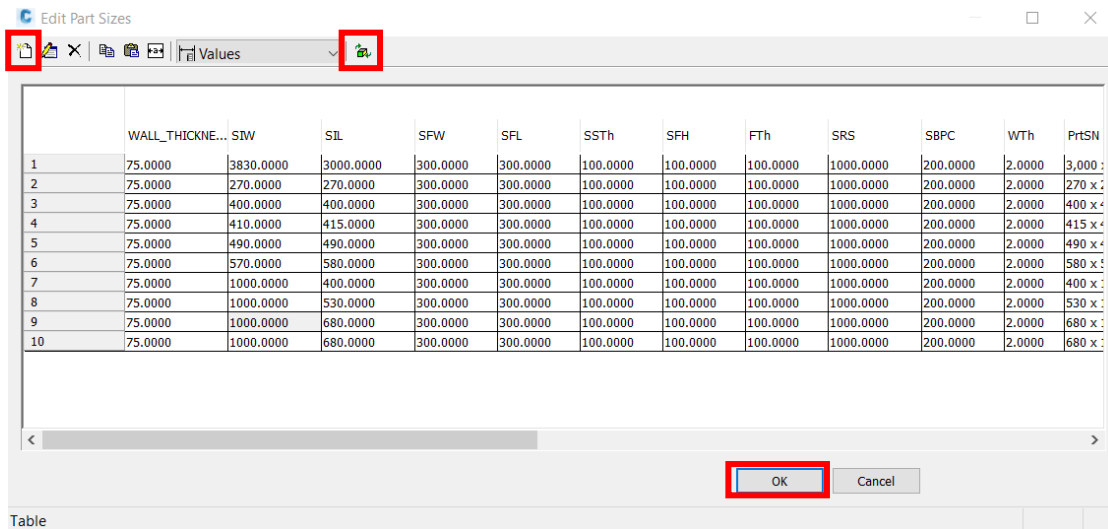 C Edit Part Sizes
Values
WALL_THICKNE... SIW SIL SFW SFL SSTh SFH FTh SRS SBPC WTh PrtSN
1 75.0000 3830.0000 3000.0000 300.0000 300.0000 100.0000 100.0000 100.0000 1000.0000 200.0000 2.0000 3,000
2 75.0000 270.0000 270.0000 300.0000 300.0000 100.0000 100.0000 100.0000 1000.0000 200.0000 2.0000 270 x
3 75.0000 400.0000 400.0000 300.0000 300.0000 100.0000 100.0000 100.0000 1000.0000 200.0000 2.0000 400 x
4 75.0000 410.0000 415.0000 300.0000 300.0000 100.0000 100.0000 100.0000 1000.0000 200.0000 2.0000 415 x
5 75.0000 490.0000 490.0000 300.0000 300.0000 100.0000 100.0000 100.0000 1000.0000 200.0000 2.0000 490 x
6 75.0000 570.0000 580.0000 300.0000 300.0000 100.0000 100.0000 100.0000 1000.0000 200.0000 2.0000 580 x
7 75.0000 1000.0000 400.0000 300.0000 300.0000 100.0000 100.0000 100.0000 1000.0000 200.0000 2.0000 400 x
8 75.0000 1000.0000 530.0000 300.0000 300.0000 100.0000 100.0000 100.0000 1000.0000 200.0000 2.0000 530 x
9 75.0000 1000.0000 680.0000 300.0000 300.0000 100.0000 100.0000 100.0000 1000.0000 200.0000 2.0000 680 x
10 75.0000 1000.0000 680.0000 300.0000 300.0000 100.0000 100.0000 100.0000 1000.0000 200.0000 2.0000 680 x
OK Cancel
Table